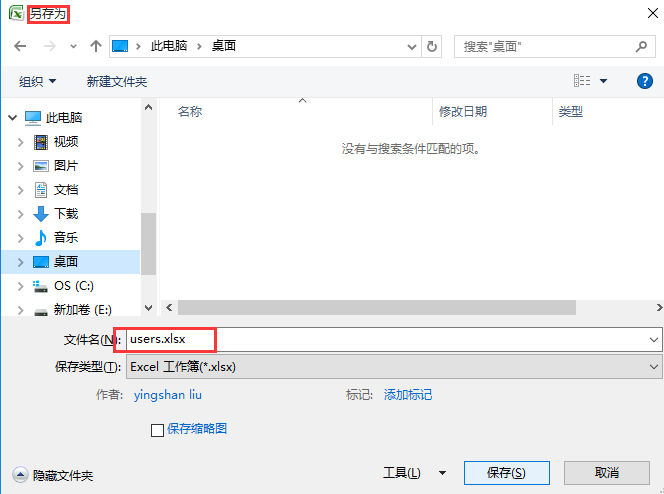 另存为
此电脑 > 桌面
搜索"桌面"
组织 新建文件夹
名称 修改日期 类型
没有与搜索条件匹配的项。
此电脑
视频
图片
文档
下载
音乐
桌面
OS (C:)
新加卷 (E:)
文件名(N): users.xlsx
保存类型(T): Excel 工作簿(*.xlsx)
作者: yingshan liu 标记: 添加标记
保存缩略图
隐藏文件夹 工具(L) 保存(S) 取消